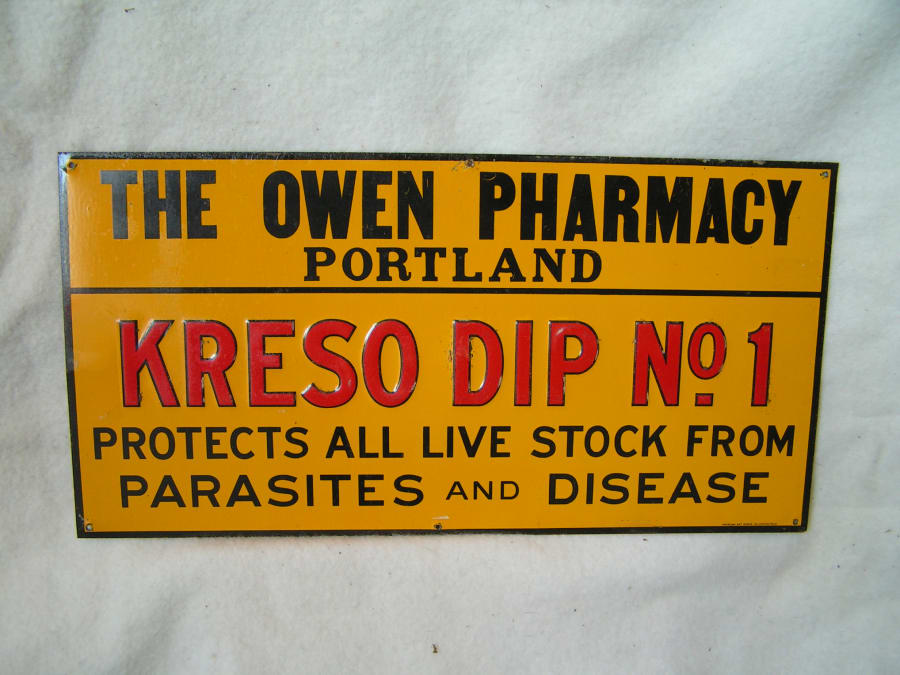 THE OWEN PHARMACY
PORTLAND
KRESO DIP No. 1
PROTECTS ALL LIVE STOCK FROM
PARASITES AND DISEASE